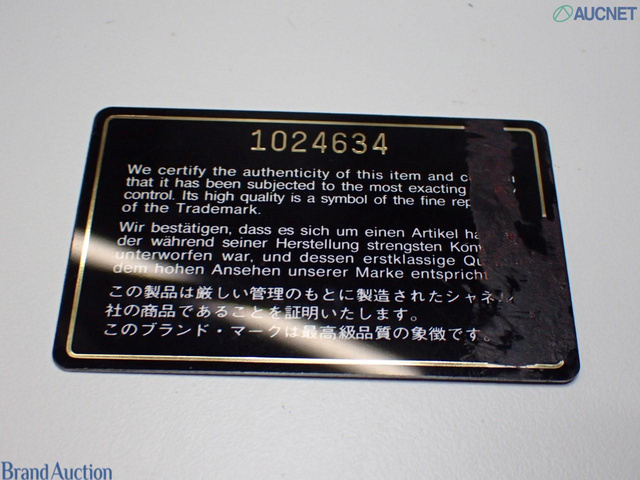 AUCNET
1024634
We certify the authenticity of this item and
that it has been subjected to the most exacting
control. Its high quality is a symbol of the fine
of the Trademark.
Wir bestätigen, dass es sich um einen Artikel
der während seiner Herstellung strengsten
unterworfen war, und dessen erstklassige
dem hohen Ansehen unserer Marke entspricht
この製品は厳しい管理のもとに製造されたシャネル
社の商品であることを証明いたします。
このブランド・マークは最高級品質の象徴です。
Brand Auction